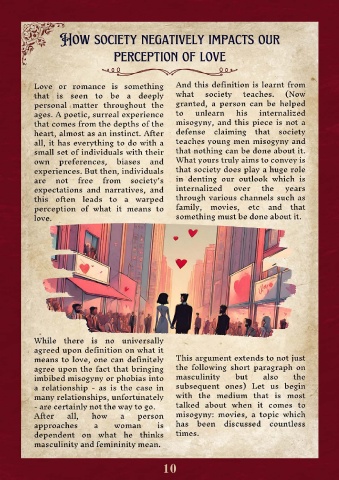 HOW SOCIETY NEGATIVELY IMPACTS OUR
PERCEPTION OF LOVE
Love or romance is something
that is seen to be a deeply
personal matter throughout the
ages. A poetic, surreal experience
that comes from the depths of the
heart, almost as an instinct. After
all, it has everything to do with a
small set of individuals with their
own preferences, biases and
experiences. But then, individuals
are not free from society's
expectations and narratives, and
this often leads to a warped
perception of what it means to
love.
And this definition is learnt from
what society teaches. (Now
granted, a person can be helped
to unlearn his internalized
misogyny, and this piece is not a
defense claiming that society
teaches young men misogyny and
that nothing can be done about it.
What yours truly aims to convey is
that society does play a huge role
in denting our outlook which is
internalized over the years
through various channels such as
family, movies, etc and that
something must be done about it.
While there is no universally
agreed upon definition on what it
means to love, one can definitely
agree upon the fact that bringing
imbibed misogyny or phobias into
a relationship - as is the case in
many relationships, unfortunately
- are certainly not the way to go.
After all, how a person
approaches a woman is
dependent on what he thinks
masculinity and femininity mean.
This argument extends to not just
the following short paragraph on
masculinity but also the
subsequent ones) Let us begin
with the medium that is most
talked about when it comes to
misogyny: movies, a topic which
has been discussed countless
times.
10